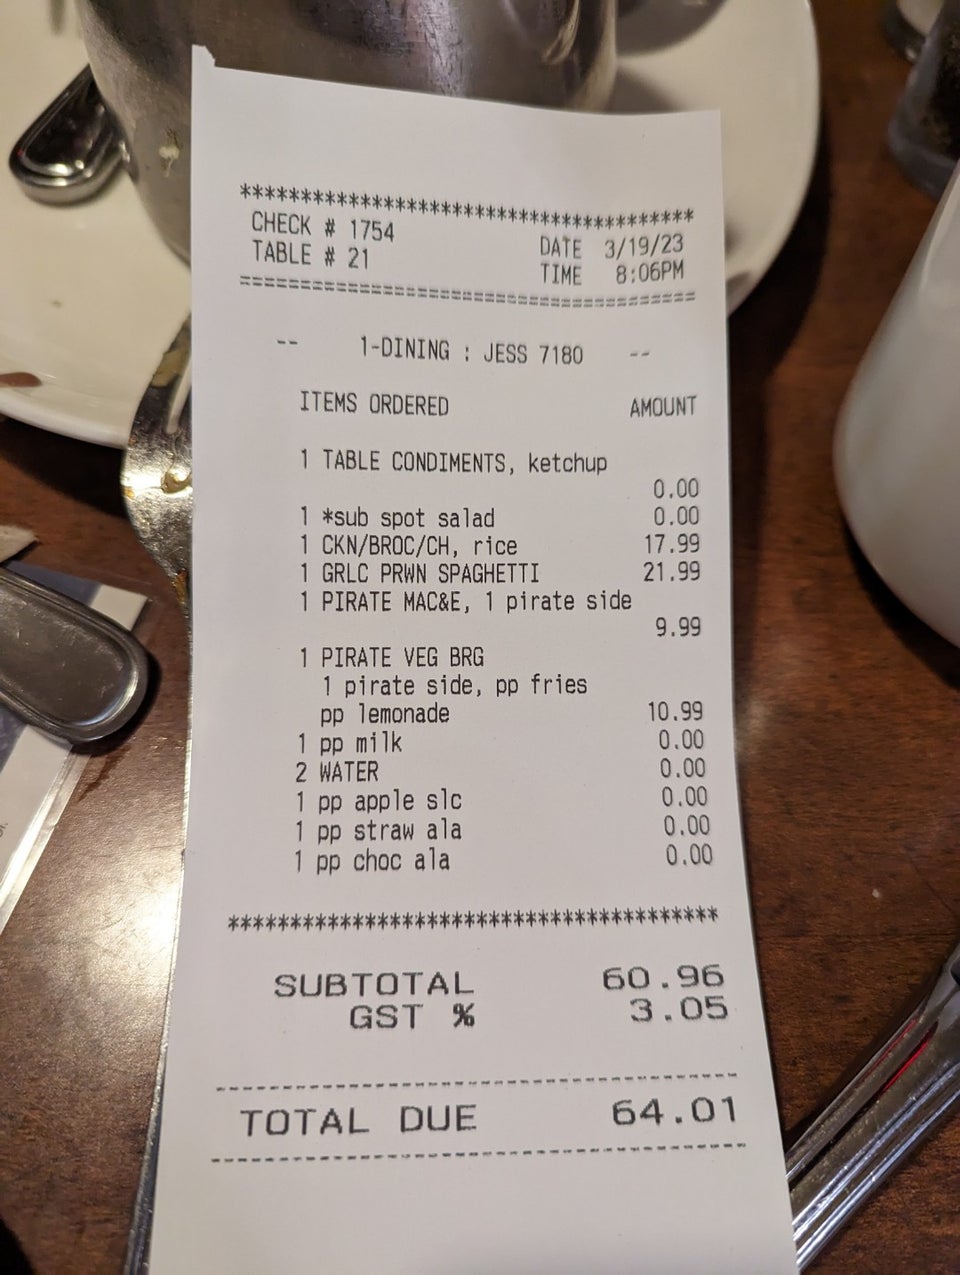 ***************************************
CHECK # 1754 DATE 3/19/23
TABLE # 21 TIME 8:06PM
=======================================
-- 1-DINING : JESS 7180 --
ITEMS ORDERED AMOUNT
1 TABLE CONDIMENTS, ketchup
0.00
1 *sub spot salad 0.00
1 CKN/BROC/CH, rice 17.99
1 GRLC PRWN SPAGHETTI 21.99
1 PIRATE MAC&E, 1 pirate side
9.99
1 PIRATE VEG BRG
1 pirate side, pp fries
pp lemonade 10.99
1 pp milk 0.00
2 WATER 0.00
1 pp apple slc 0.00
1 pp straw ala 0.00
1 pp choc ala 0.00
***************************************
SUBTOTAL 60.96
GST % 3.05
---------------------------------------
TOTAL DUE 64.01
---------------------------------------